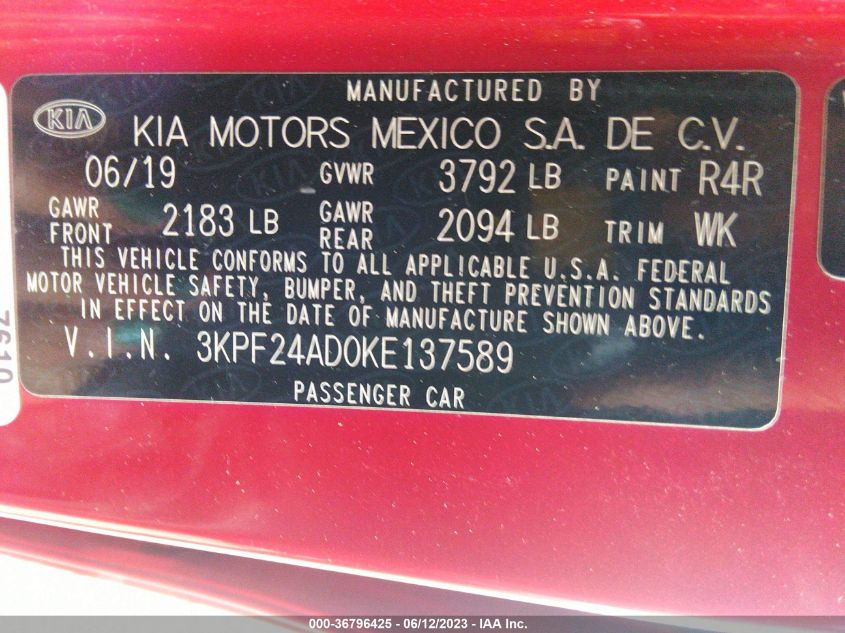 MANUFACTURED BY
KIA KIA MOTORS MEXICO S.A. DE C.V.
06/19 GVWR 3792 LB PAINT R4R
GAWR FRONT 2183 LB GAWR REAR 2094 LB TRIM WK
THIS VEHICLE CONFORMS TO ALL APPLICABLE U.S.A. FEDERAL
MOTOR VEHICLE SAFETY, BUMPER, AND THEFT PREVENTION STANDARDS
IN EFFECT ON THE DATE OF MANUFACTURE SHOWN ABOVE.
V.I.N. 3KPF24AD0KE137589
PASSENGER CAR
7610
000-36796425 - 06/12/2023 - IAA Inc.